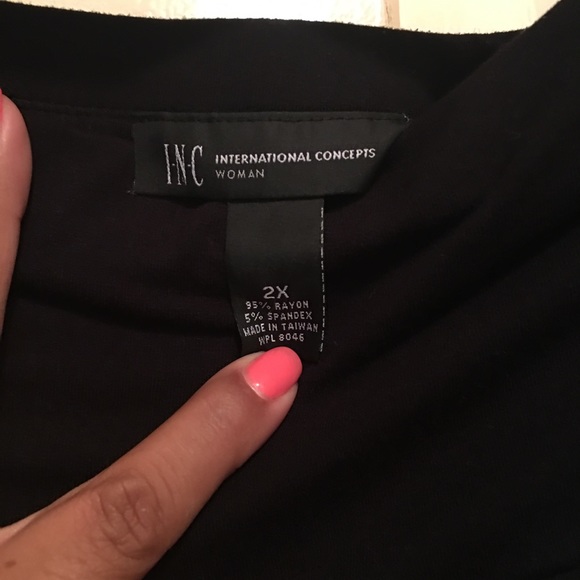 I·N·C INTERNATIONAL CONCEPTS
WOMAN
2X
95% RAYON
5% SPANDEX
MADE IN TAIWAN
WPL 8046